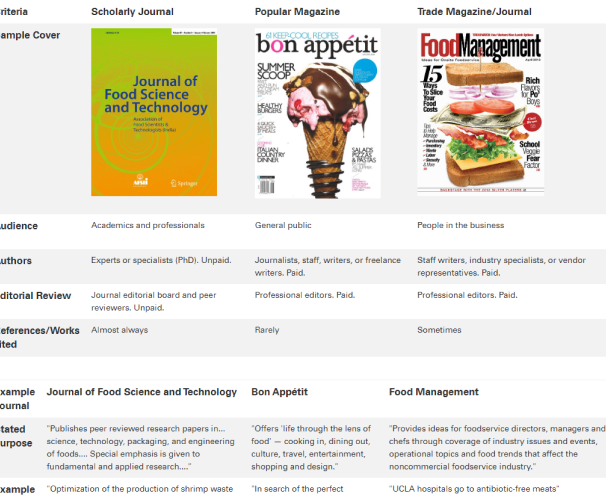 riteria Scholarly Journal Popular Magazine Trade Magazine/Journal
ample Cover
Journal of
Food Science
and Technology
Association of
Food Scientists &
Technologists (India)
Springer
61 KEEP-COOL RECIPES
bon appétit
SUMMER
SCOOP
HEALTHY
BURGERS
ITALIAN
COUNTRY
DINNER
SALADS
PIZZAS
& PASTAS
FoodManagement
Ideas for Onsite Foodservice
15
Ways
To Slice
Your
Food
Costs
Rich
Flavors
for Po'
Boys
School
Veggie
Fear
Factor
udience Academics and professionals General public People in the business
uthors Experts or specialists (PhD). Unpaid. Journalists, staff, writers, or freelance Staff writers, industry specialists, or vendor
writers. Paid. representatives. Paid.
ditorial Review Journal editorial board and peer Professional editors. Paid. Professional editors. Paid.
reviewers. Unpaid.
eferences/Works Almost always Rarely Sometimes
ited
xample Journal of Food Science and Technology Bon Appétit Food Management
ournal
tated "Publishes peer reviewed research papers in... "Offers 'life through the lens of "Provides ideas for foodservice directors, managers and
urpose science, technology, packaging, and engineering food' — cooking in, dining out, chefs through coverage of industry issues and events,
of foods.... Special emphasis is given to culture, travel, entertainment, operational topics and food trends that affect the
fundamental and applied research...." shopping and design." noncommercial foodservice industry."
xample "Optimization of the production of shrimp waste "In search of the perfect "UCLA hospitals go to antibiotic-free meats"